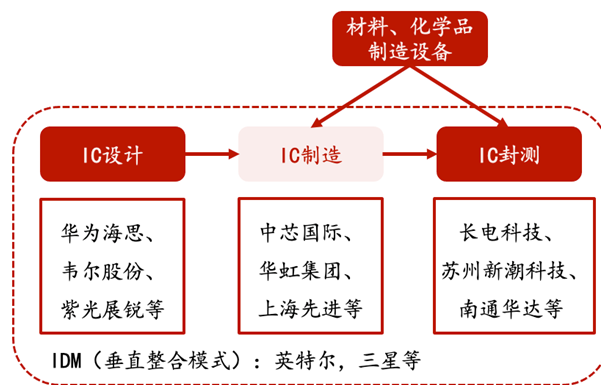 材料、化学品
制造设备
IC设计
IC制造
IC封测
华为海思、
韦尔股份、
紫光展锐等
中芯国际、
华虹集团、
上海先进等
长电科技、
苏州新潮科技、
南通华达等
IDM（垂直整合模式）：英特尔，三星等